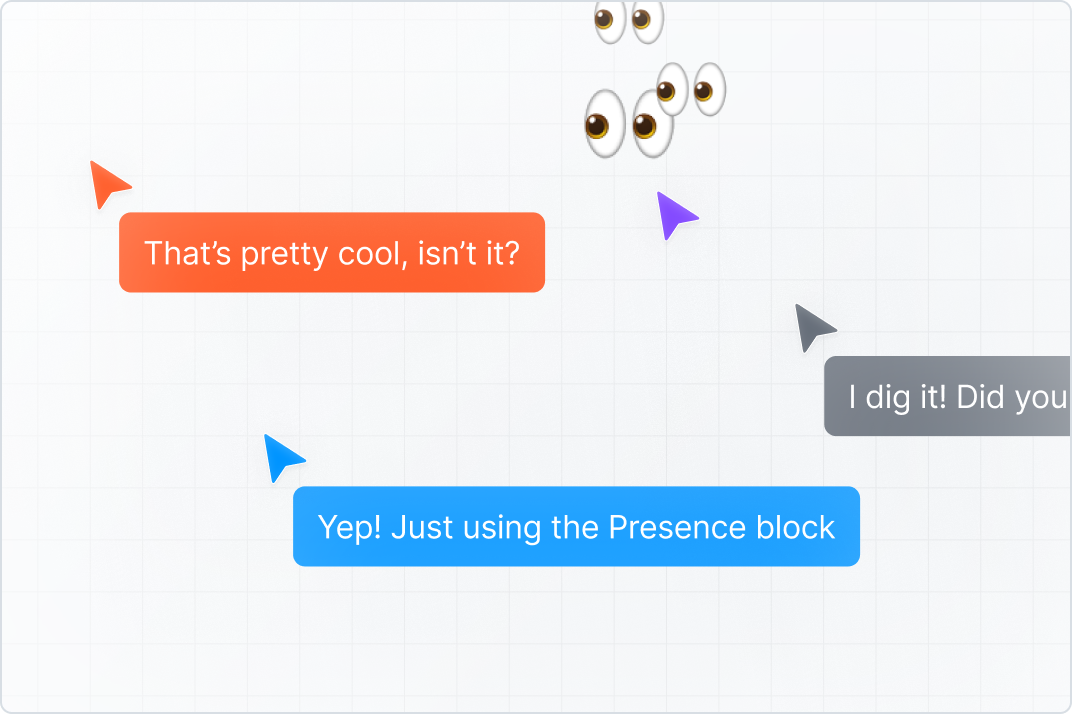 That’s pretty cool, isn’t it?
I dig it! Did you
Yep! Just using the Presence block